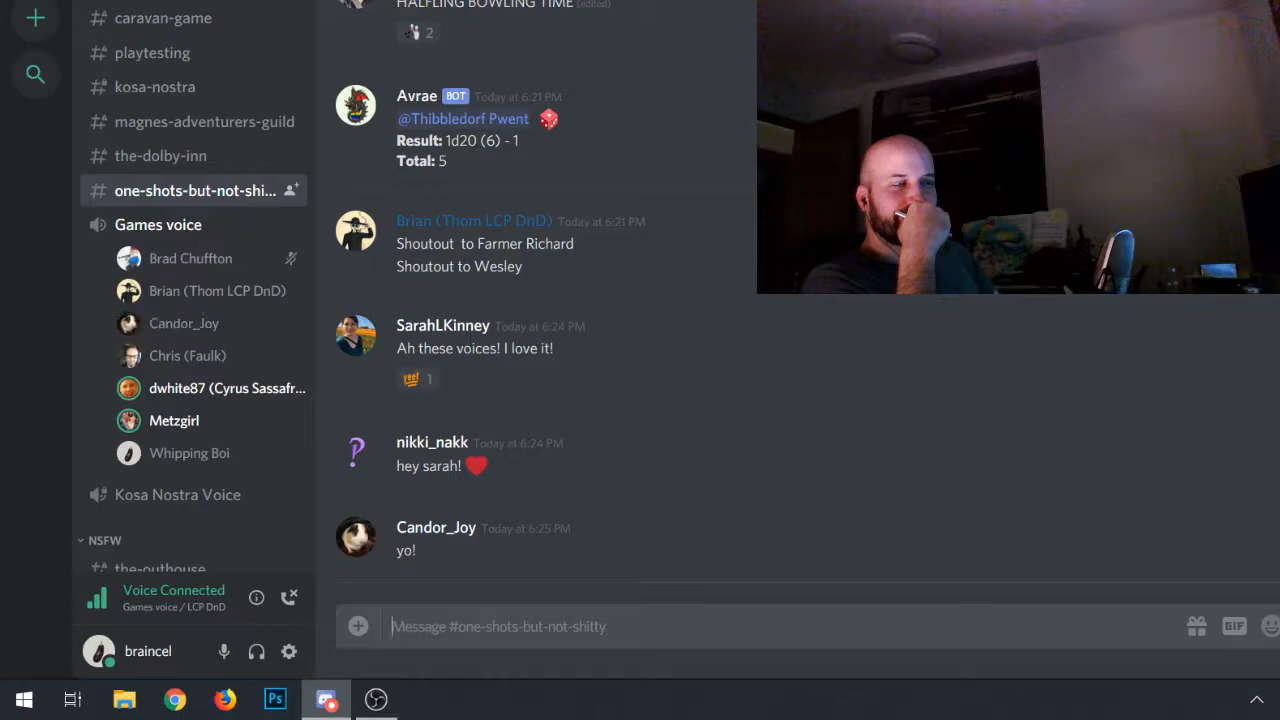 caravan-game
playtesting
kosa-nostra
magnes-adventurers-guild
the-dolby-inn
one-shots-but-not-shi...
Games voice
Brad Chuffton
Brian (Thom LCP DnD)
Candor_Joy
Chris (Faulk)
dwhite87 (Cyrus Sassafr...
Metzgirl
Whipping Boi
Kosa Nostra Voice
NSFW
the-outhouse
Voice Connected
Games voice / LCP DnD
braincel
HALFLING BOWLING TIME (edited)
2
Avrae BOT Today at 6:21 PM
@Thibbledorf Pwent
Result: 1d20 (6) - 1
Total: 5
Brian (Thom LCP DnD) Today at 6:21 PM
Shoutout to Farmer Richard
Shoutout to Wesley
SarahLKinney Today at 6:24 PM
Ah these voices! I love it!
yeet 1
nikki_nakk Today at 6:24 PM
hey sarah! ❤
Candor_Joy Today at 6:25 PM
yo!
Message #one-shots-but-not-shitty
GIF
Ps